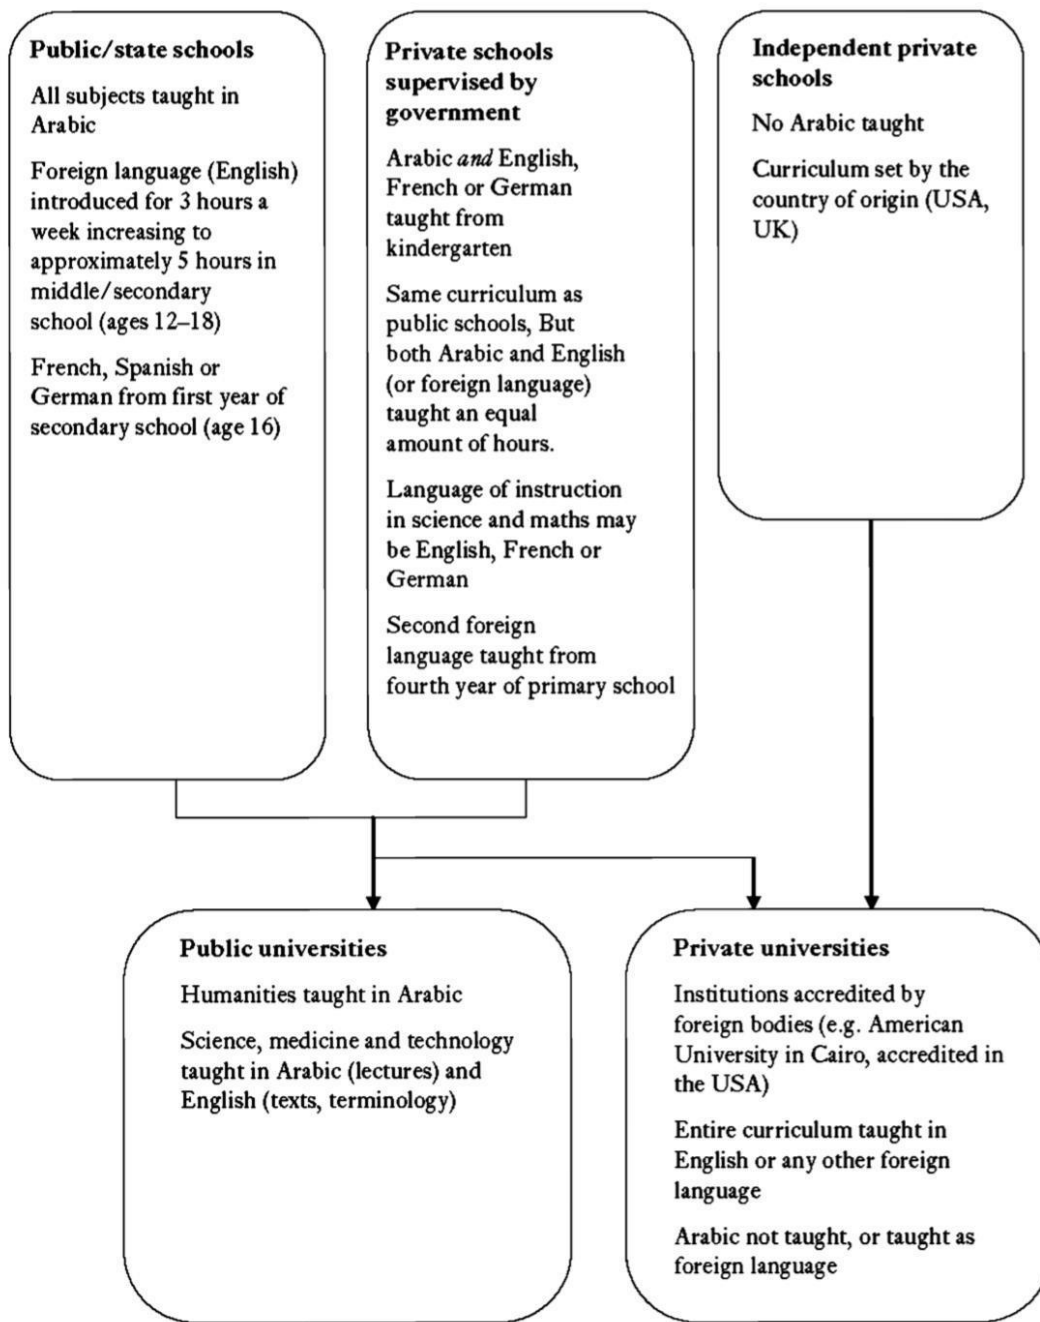 Public/state schools
All subjects taught in
Arabic
Foreign language (English)
introduced for 3 hours a
week increasing to
approximately 5 hours in
middle/secondary
school (ages 12–18)
French, Spanish or
German from first year of
secondary school (age 16)
Private schools
supervised by
government
Arabic and English,
French or German
taught from
kindergarten
Same curriculum as
public schools, But
both Arabic and English
(or foreign language)
taught an equal
amount of hours.
Language of instruction
in science and maths may
be English, French or
German
Second foreign
language taught from
fourth year of primary school
Independent private
schools
No Arabic taught
Curriculum set by the
country of origin (USA,
UK)
Public universities
Humanities taught in Arabic
Science, medicine and technology
taught in Arabic (lectures) and
English (texts, terminology)
Private universities
Institutions accredited by
foreign bodies (e.g. American
University in Cairo, accredited in
the USA)
Entire curriculum taught in
English or any other foreign
language
Arabic not taught, or taught as
foreign language